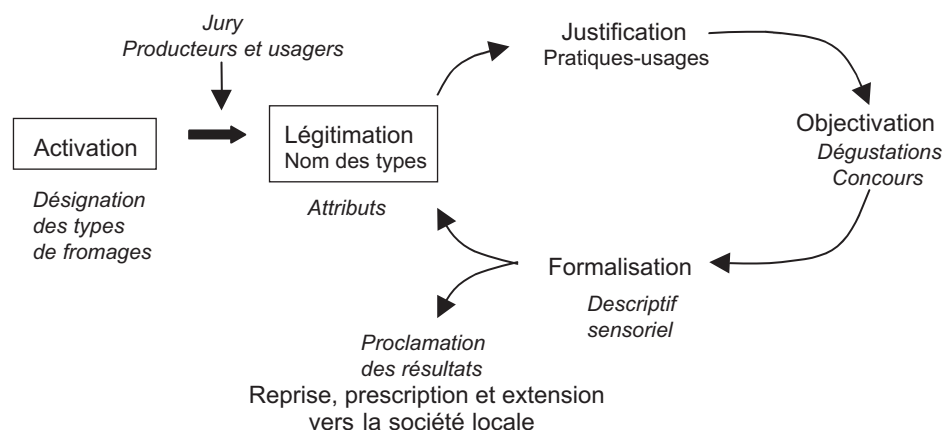 Jury
Producteurs et usagers
Justification
Pratiques-usages
Activation
Légitimation
Nom des types
Objectivation
Dégustations
Concours
Désignation
des types
de fromages
Attributs
Formalisation
Descriptif
sensoriel
Proclamation
des résultats
Reprise, prescription et extension
vers la société locale